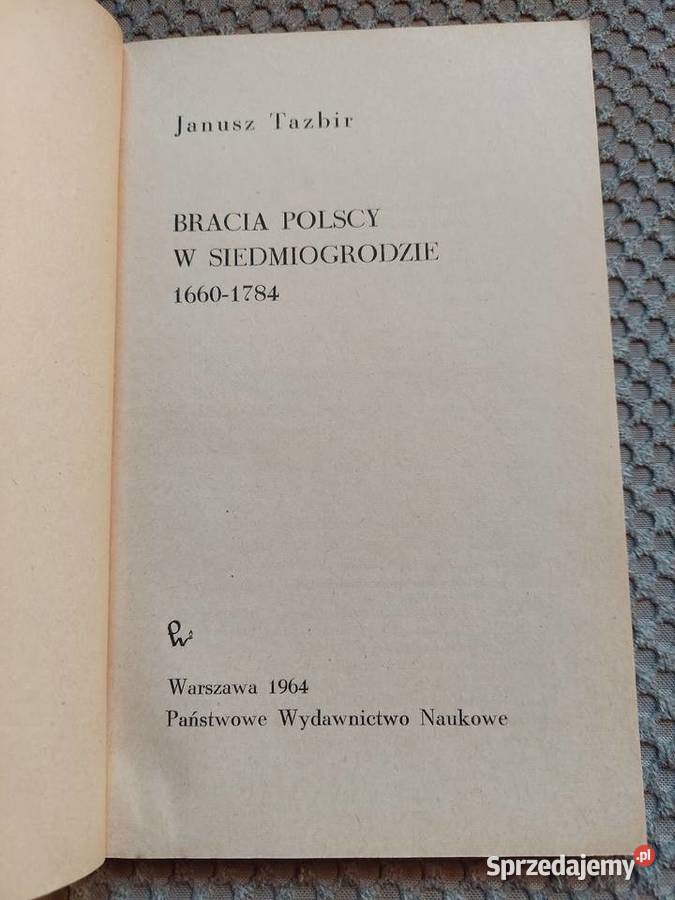 Janusz Tazbir
BRACIA POLSCY
W SIEDMIOGRODZIE
1660-1784
Warszawa 1964
Państwowe Wydawnictwo Naukowe
Sprzedajemy.pl